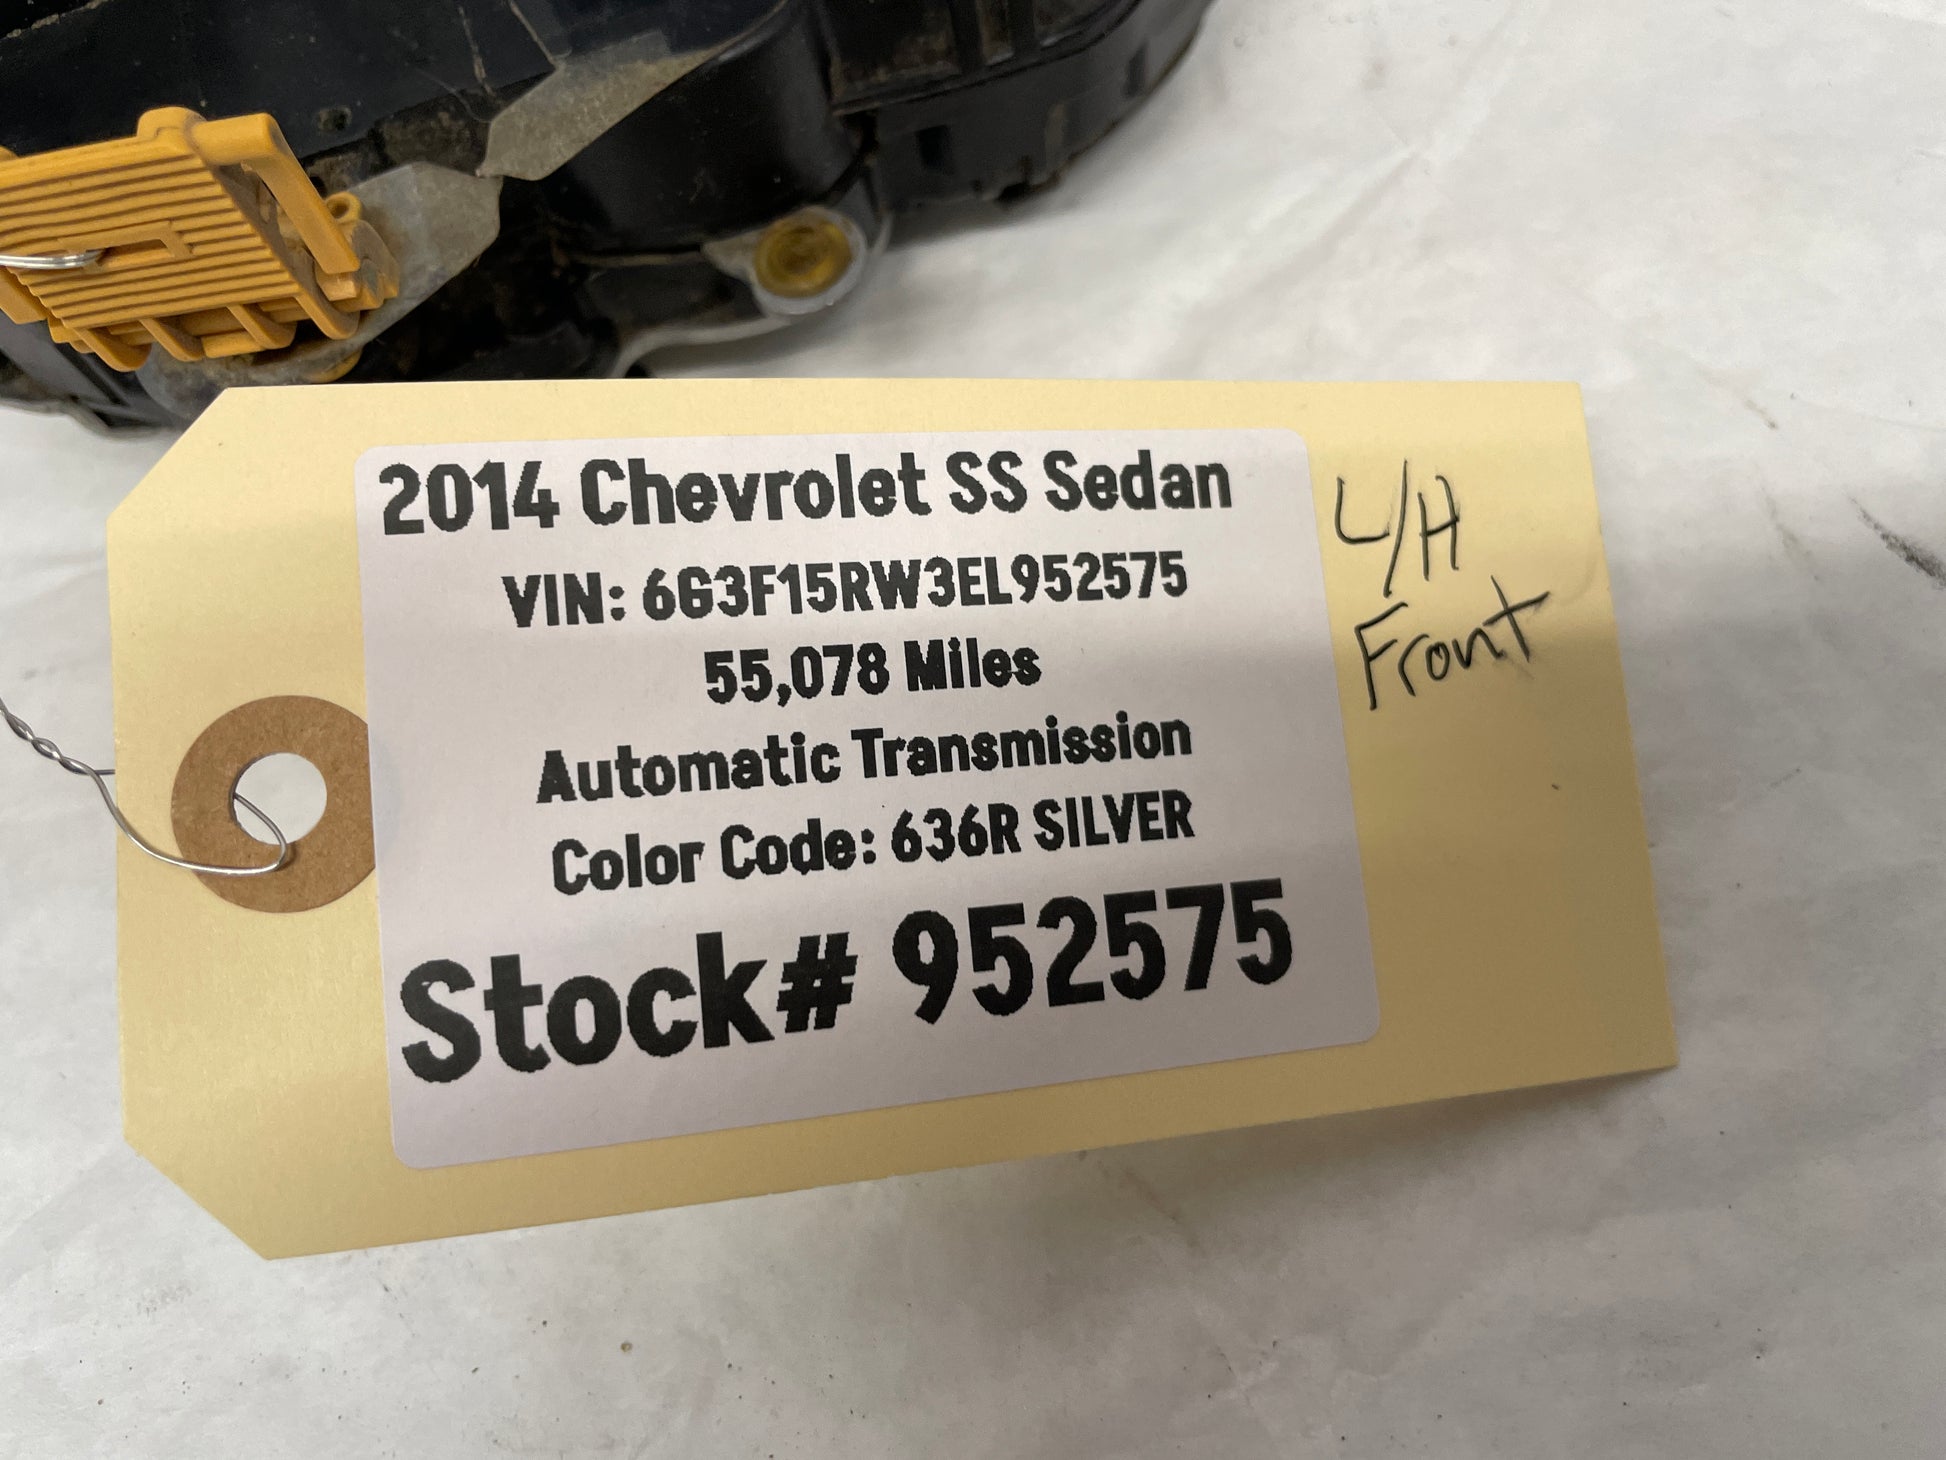 2014 Chevrolet SS Sedan
VIN: 6G3F15RW3EL952575
55,078 Miles
Automatic Transmission
Color Code: 636R SILVER
Stock# 952575
L/H
Front